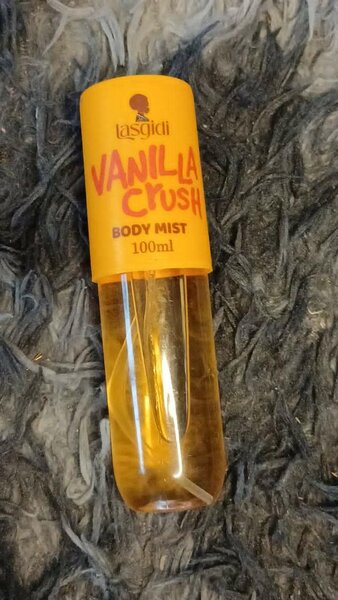 Lasgidi
VANILLA
CRUSH
BODY MIST
100ml